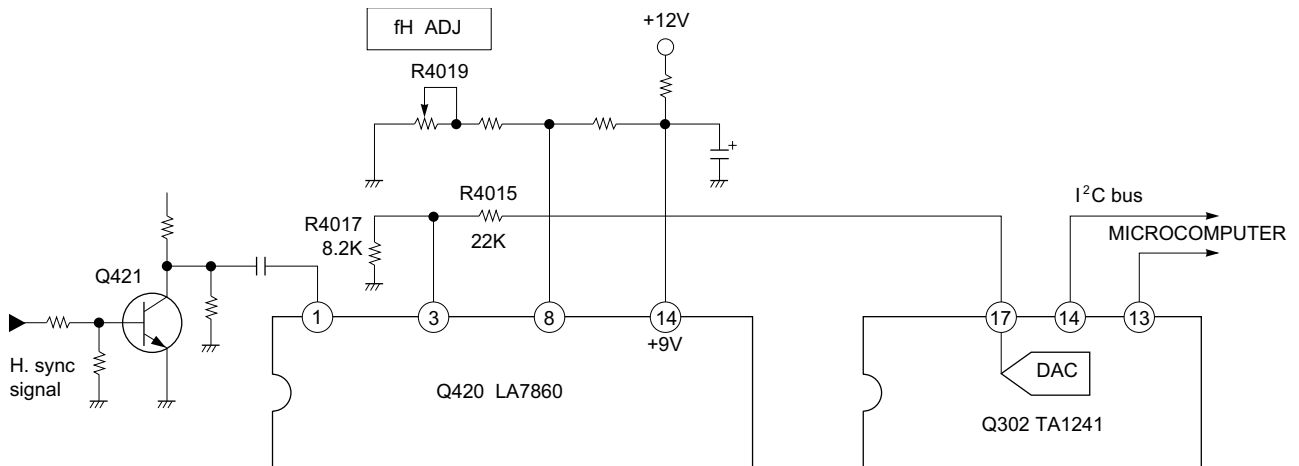 fH ADJ
+12V
R4019
R4015
22K
R4017
8.2K
+
I²C bus
MICROCOMPUTER
Q421
H. sync
signal
1
3
8
14
+9V
17
14
13
DAC
Q420 LA7860
Q302 TA1241